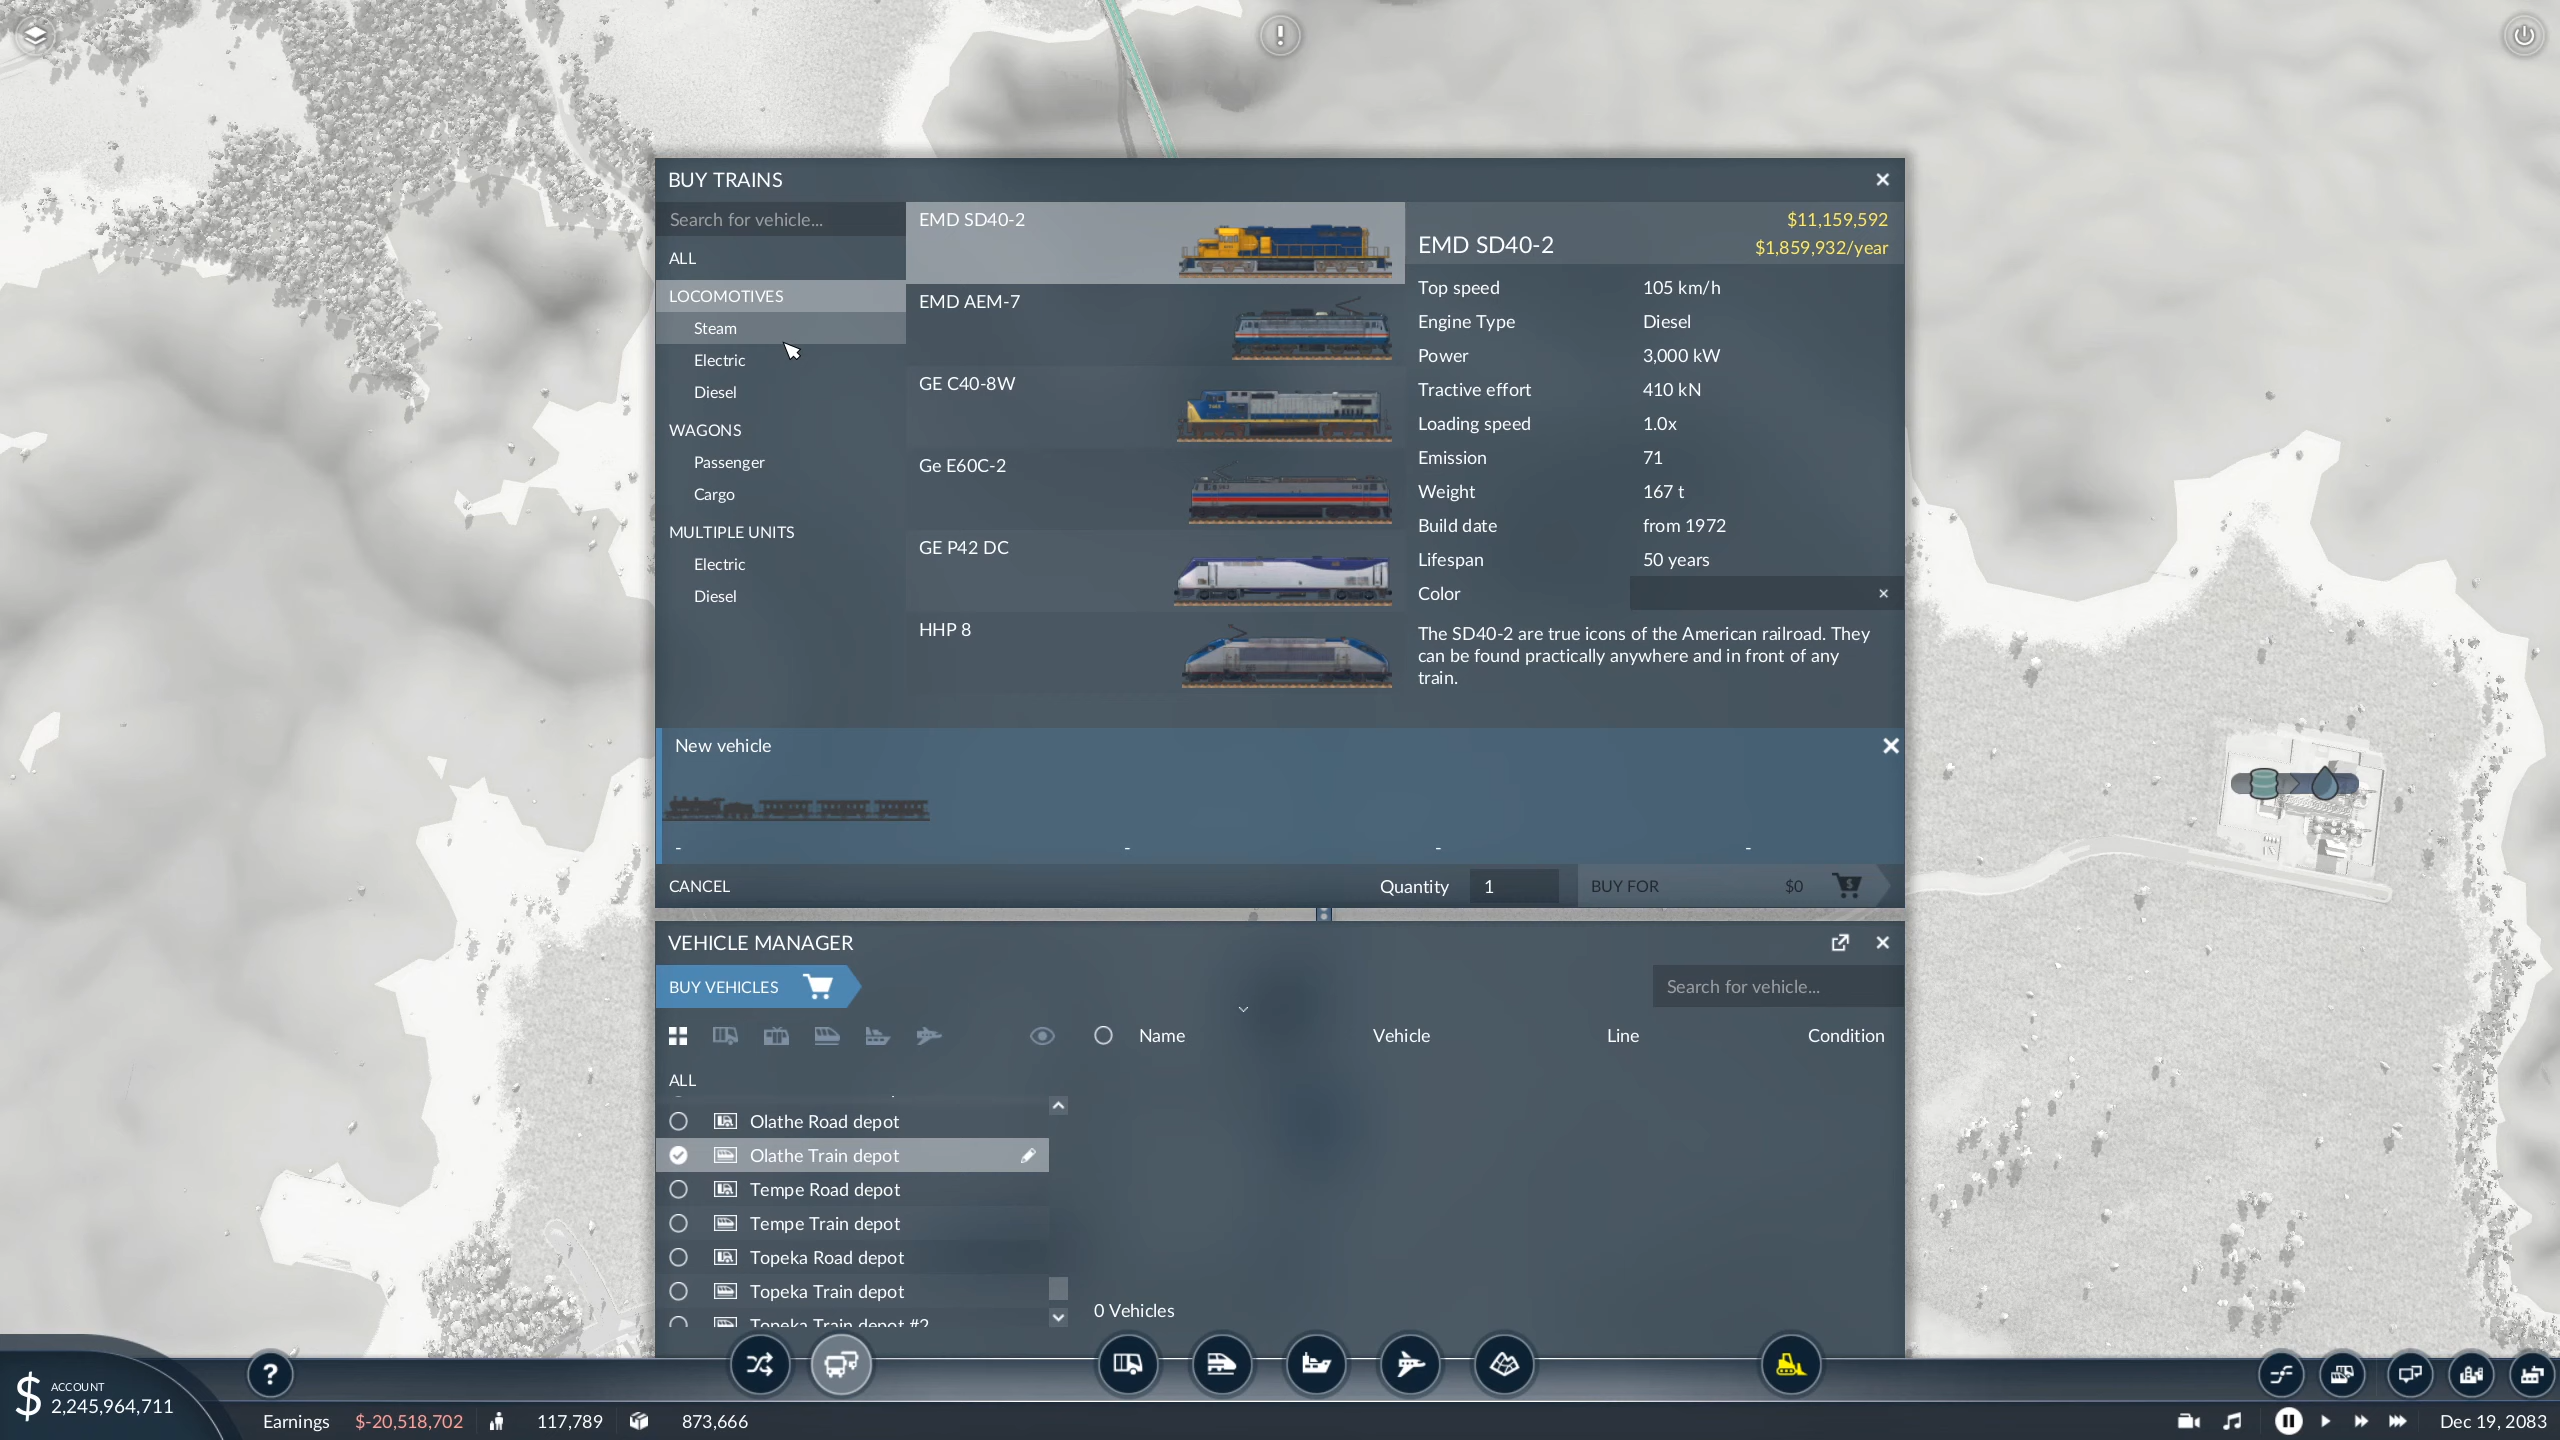 BUY TRAINS
Search for vehicle...
ALL
LOCOMOTIVES
Steam
Electric
Diesel
WAGONS
Passenger
Cargo
MULTIPLE UNITS
Electric
Diesel
EMD SD40-2
EMD AEM-7
GE C40-8W
Ge E60C-2
GE P42 DC
HHP 8
$11,159,592
EMD SD40-2
$1,859,932/year
Top speed 105 km/h
Engine Type Diesel
Power 3,000 kW
Tractive effort 410 kN
Loading speed 1.0x
Emission 71
Weight 167 t
Build date from 1972
Lifespan 50 years
Color
The SD40-2 are true icons of the American railroad. They
can be found practically anywhere and in front of any
train.
New vehicle
- - - -
CANCEL Quantity 1 BUY FOR $0
VEHICLE MANAGER
BUY VEHICLES Search for vehicle...
Name Vehicle Line Condition
ALL
Olathe Road depot
Olathe Train depot
Tempe Road depot
Tempe Train depot
Topeka Road depot
Topeka Train depot
Topeka Train depot #2
0 Vehicles
ACCOUNT
2,245,964,711
Earnings $-20,518,702 117,789 873,666 Dec 19, 2083